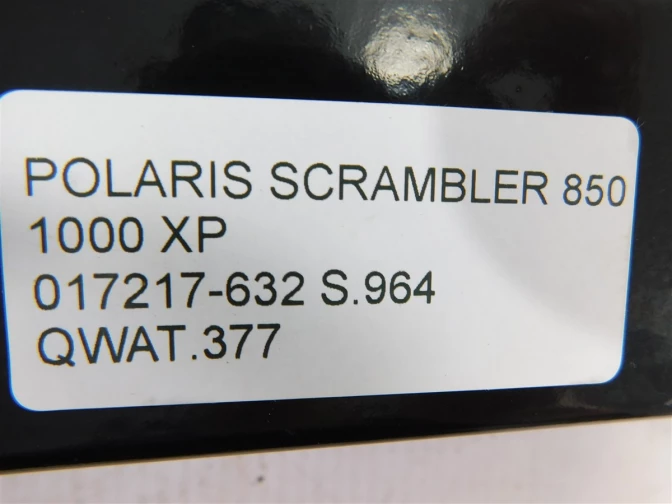 POLARIS SCRAMBLER 850
1000 XP
017217-632 S.964
QWAT.377